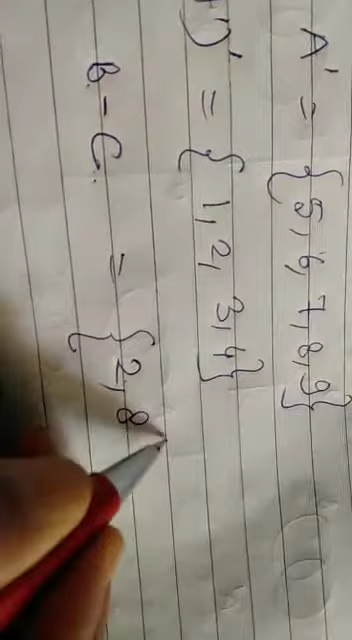 A' = {5, 6, 7, 8, 9}
')' = {1, 2, 3, 4}
B - C. = {2, 8